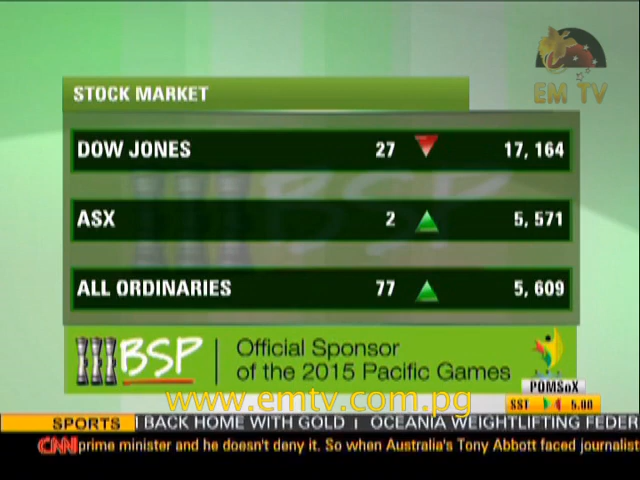 EM TV
STOCK MARKET
DOW JONES 27 17,164
ASX 2 5,571
ALL ORDINARIES 77 5,609
BSP Official Sponsor
of the 2015 Pacific Games
POMSoX
www.emtv.com.pg
SST 5.00
SPORTS BACK HOME WITH GOLD | OCEANIA WEIGHTLIFTING FEDER
CNN prime minister and he doesn't deny it. So when Australia's Tony Abbott faced journalist